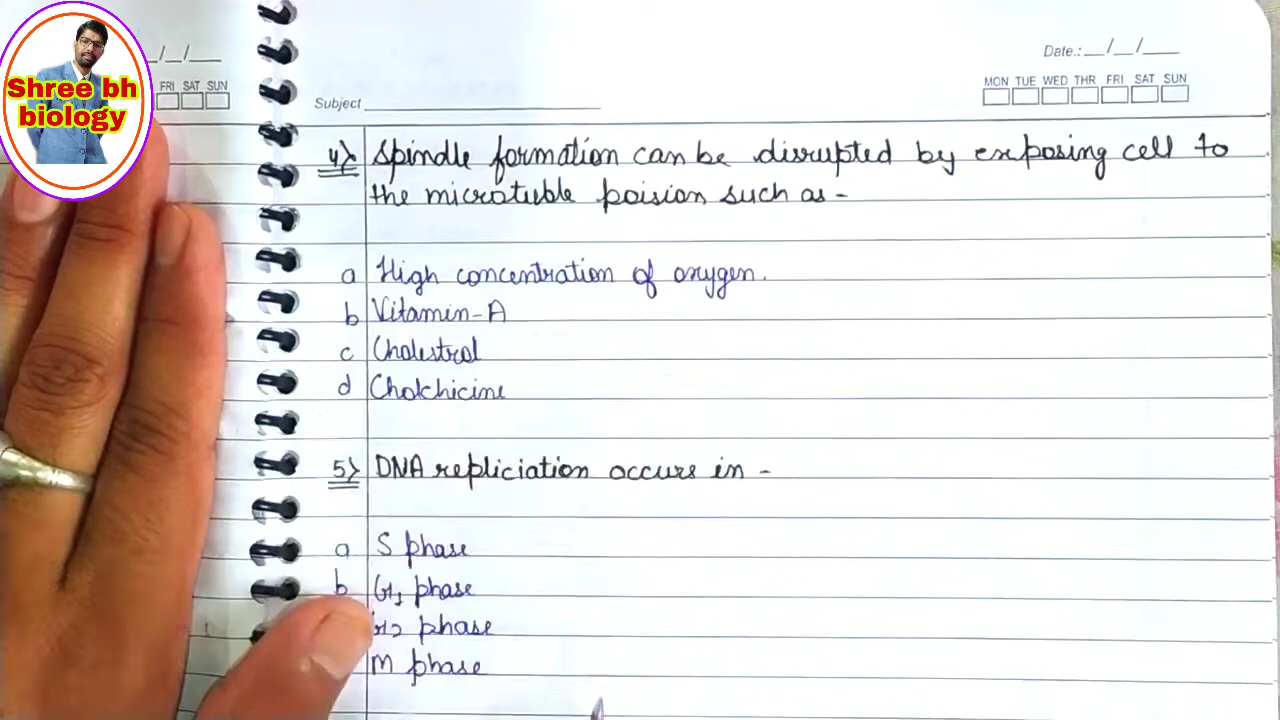 Shree bh
biology
FRI SAT SUN
Date.: __/__/___
MON TUE WED THR FRI SAT SUN
Subject
4) Spindle formation can be disrupted by exposing cell to
the microtuble poision such as -
a High concentration of oxygen.
b Vitamin-A
c Cholestrol
d Cholchicine
5) DNA repliciation occurs in -
a S phase
b G1 phase
phase
M phase